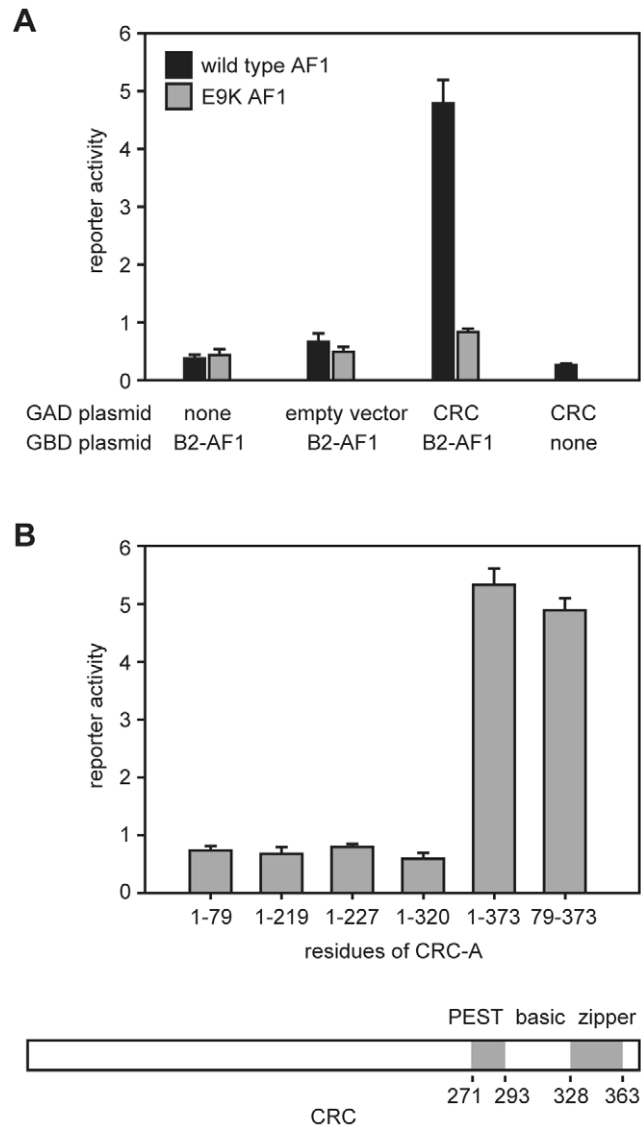 A
6
wild type AF1
E9K AF1
5
4
3
2
1
0
reporter activity
GAD plasmid none empty vector CRC CRC
GBD plasmid B2-AF1 B2-AF1 B2-AF1 none
B
6
5
4
3
2
1
0
reporter activity
1-79 1-219 1-227 1-320 1-373 79-373
residues of CRC-A
PEST basic zipper
271 293 328 363
CRC